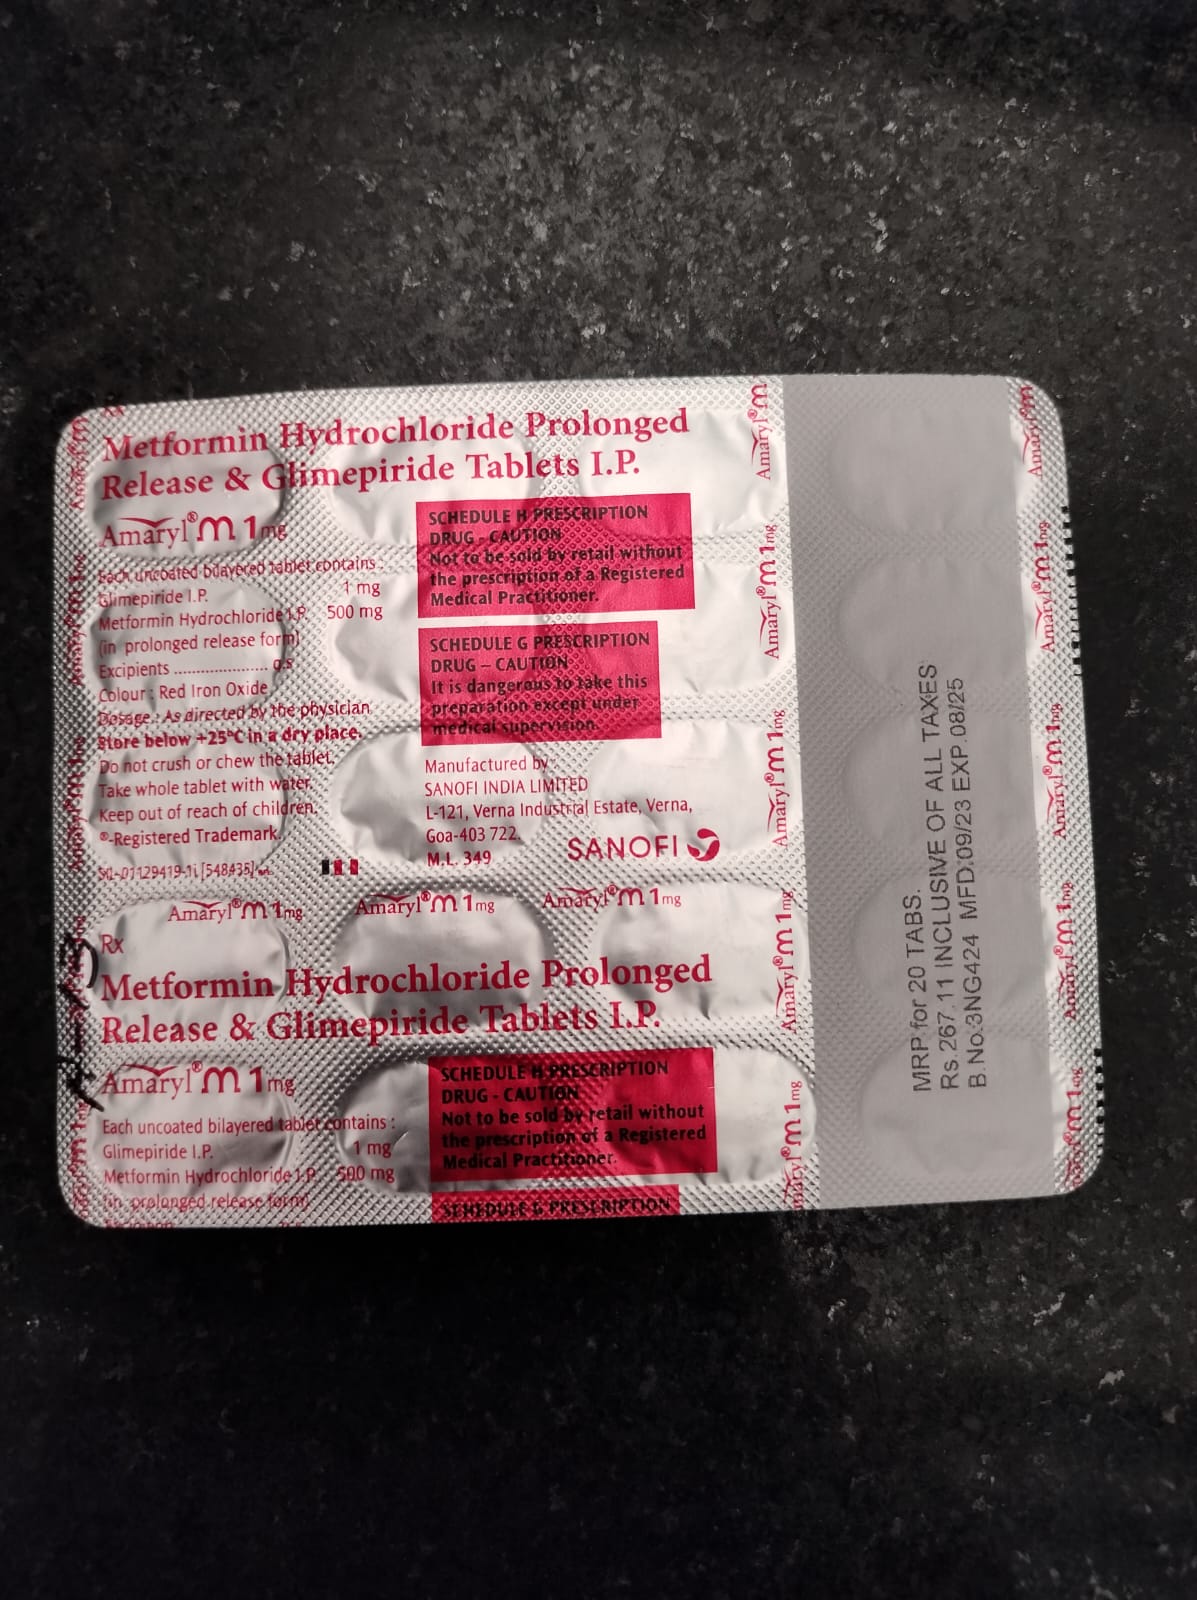 Rx
Metformin Hydrochloride Prolonged
Release & Glimepiride Tablets I.P.
Amaryl® M 1mg
Each uncoated bilayered tablet contains :
Glimepiride I.P. 1 mg
Metformin Hydrochloride I.P. 500 mg
(in prolonged release form)
Excipients .................... q.s
Colour : Red Iron Oxide
Dosage : As directed by the physician
Store below +25°C in a dry place.
Do not crush or chew the tablet.
Take whole tablet with water.
Keep out of reach of children.
®-Registered Trademark
SCHEDULE H PRESCRIPTION
DRUG - CAUTION
Not to be sold by retail without
the prescription of a Registered
Medical Practitioner.
SCHEDULE G PRESCRIPTION
DRUG – CAUTION
It is dangerous to take this
preparation except under
medical supervision.
Manufactured by
SANOFI INDIA LIMITED
L-121, Verna Industrial Estate, Verna,
Goa-403 722.
M.L. 349
SANOFI
Amaryl® M 1mg
Amaryl® M 1mg
Amaryl® M 1mg
Rx
Metformin Hydrochloride Prolonged
Release & Glimepiride Tablets I.P.
Amaryl® M 1mg
Each uncoated bilayered tablet contains :
Glimepiride I.P. 1 mg
Metformin Hydrochloride I.P. 500 mg
(in prolonged release form)
SCHEDULE H PRESCRIPTION
DRUG - CAUTION
Not to be sold by retail without
the prescription of a Registered
Medical Practitioner.
SCHEDULE G PRESCRIPTION
Amaryl® M
Amaryl® M 1mg
Amaryl® M 1mg
Amaryl® M 1mg
Amaryl® M 1mg
MRP for 20 TABS.
Rs.267.11 INCLUSIVE OF ALL TAXES
B.No.3NG424 MFD.09/23 EXP.08/25
Amaryl® M
Amaryl® M 1mg
Amaryl® M 1mg
Amaryl® M 1mg